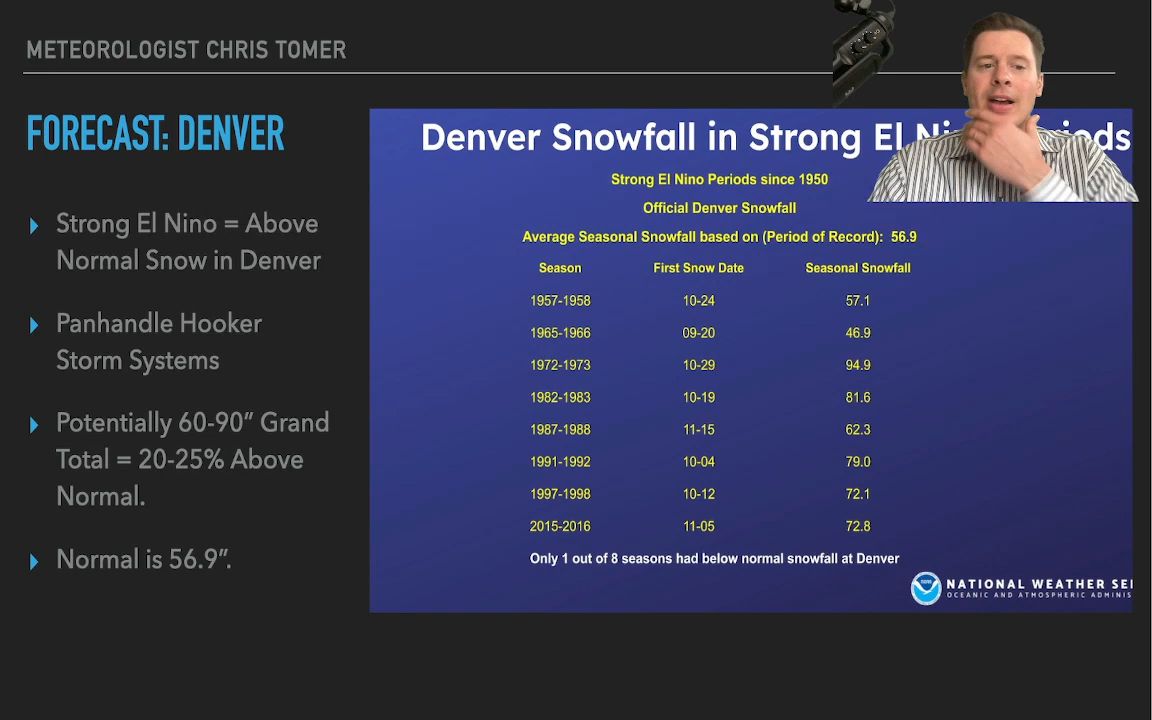 METEOROLOGIST CHRIS TOMER
FORECAST: DENVER
Strong El Nino = Above
Normal Snow in Denver
Panhandle Hooker
Storm Systems
Potentially 60-90” Grand
Total = 20-25% Above
Normal.
Normal is 56.9”.
Denver Snowfall in Strong El
Strong El Nino Periods since 1950
Official Denver Snowfall
Average Seasonal Snowfall based on (Period of Record): 56.9
Season First Snow Date Seasonal Snowfall
1957-1958 10-24 57.1
1965-1966 09-20 46.9
1972-1973 10-29 94.9
1982-1983 10-19 81.6
1987-1988 11-15 62.3
1991-1992 10-04 79.0
1997-1998 10-12 72.1
2015-2016 11-05 72.8
Only 1 out of 8 seasons had below normal snowfall at Denver
NATIONAL WEATHER SE
OCEANIC AND ATMOSPHERIC ADMINIS